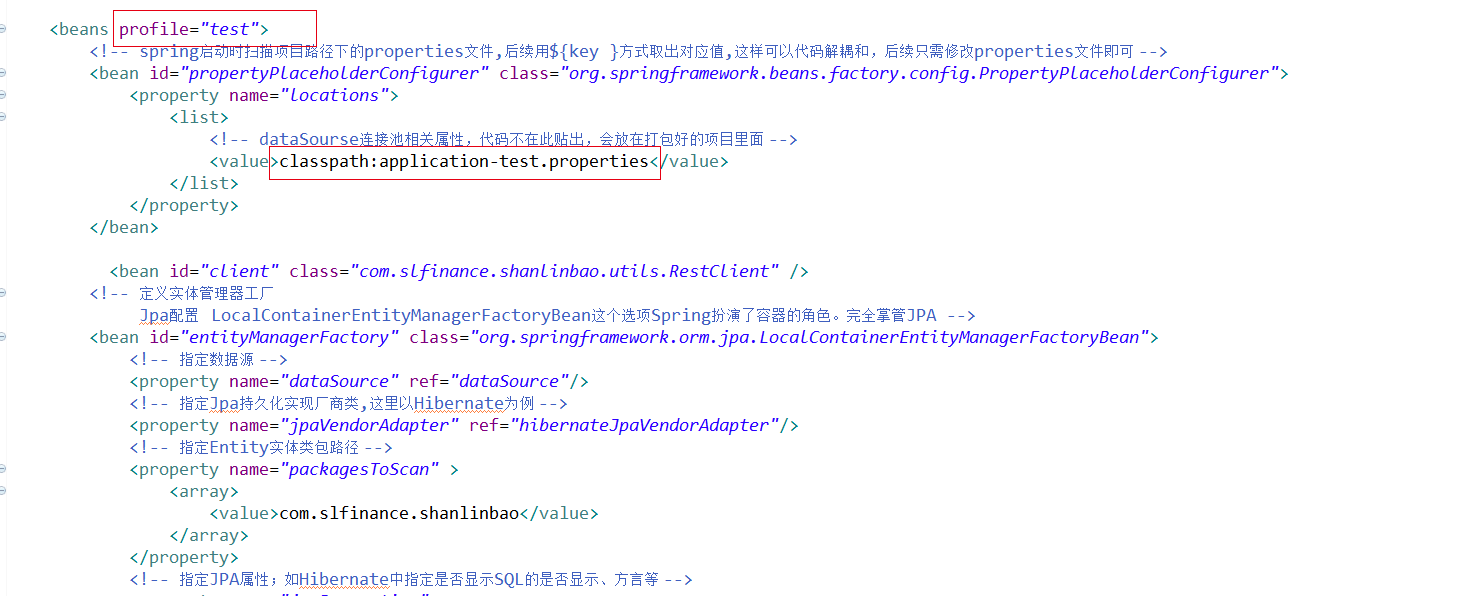 <beans profile="test">
<!-- spring启动时扫描项目路径下的properties文件,后续用${key }方式取出对应值,这样可以代码解耦和，后续只需修改properties文件即可 -->
<bean id="propertyPlaceholderConfigurer" class="org.springframework.beans.factory.config.PropertyPlaceholderConfigurer">
<property name="locations">
<list>
<!-- dataSourse连接池相关属性，代码不在此贴出，会放在打包好的项目里面 -->
<value>classpath:application-test.properties</value>
</list>
</property>
</bean>
<bean id="client" class="com.slfinance.shanlinbao.utils.RestClient" />
<!-- 定义实体管理器工厂
Jpa配置 LocalContainerEntityManagerFactoryBean这个选项Spring扮演了容器的角色。完全掌管JPA -->
<bean id="entityManagerFactory" class="org.springframework.orm.jpa.LocalContainerEntityManagerFactoryBean">
<!-- 指定数据源 -->
<property name="dataSource" ref="dataSource"/>
<!-- 指定Jpa持久化实现厂商类,这里以Hibernate为例 -->
<property name="jpaVendorAdapter" ref="hibernateJpaVendorAdapter"/>
<!-- 指定Entity实体类包路径 -->
<property name="packagesToScan" >
<array>
<value>com.slfinance.shanlinbao</value>
</array>
</property>
<!-- 指定JPA属性；如Hibernate中指定是否显示SQL的是否显示、方言等 -->